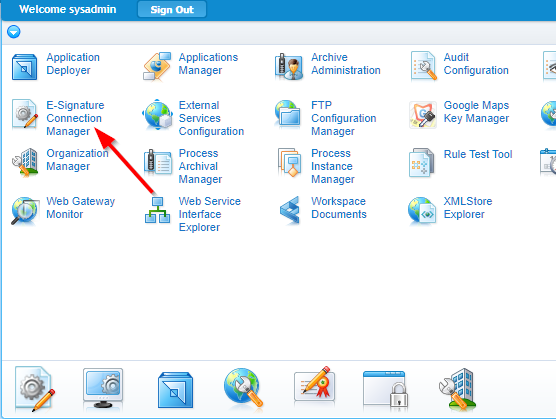 Welcome sysadmin
Sign Out
Application
Deployer
Applications
Manager
Archive
Administration
Audit
Configuration
E-Signature
Connection
Manager
External
Services
Configuration
FTP
Configuration
Manager
Google Maps
Key Manager
Organization
Manager
Process
Archival
Manager
Process
Instance
Manager
Rule Test Tool
Web Gateway
Monitor
Web Service
Interface
Explorer
Workspace
Documents
XMLStore
Explorer